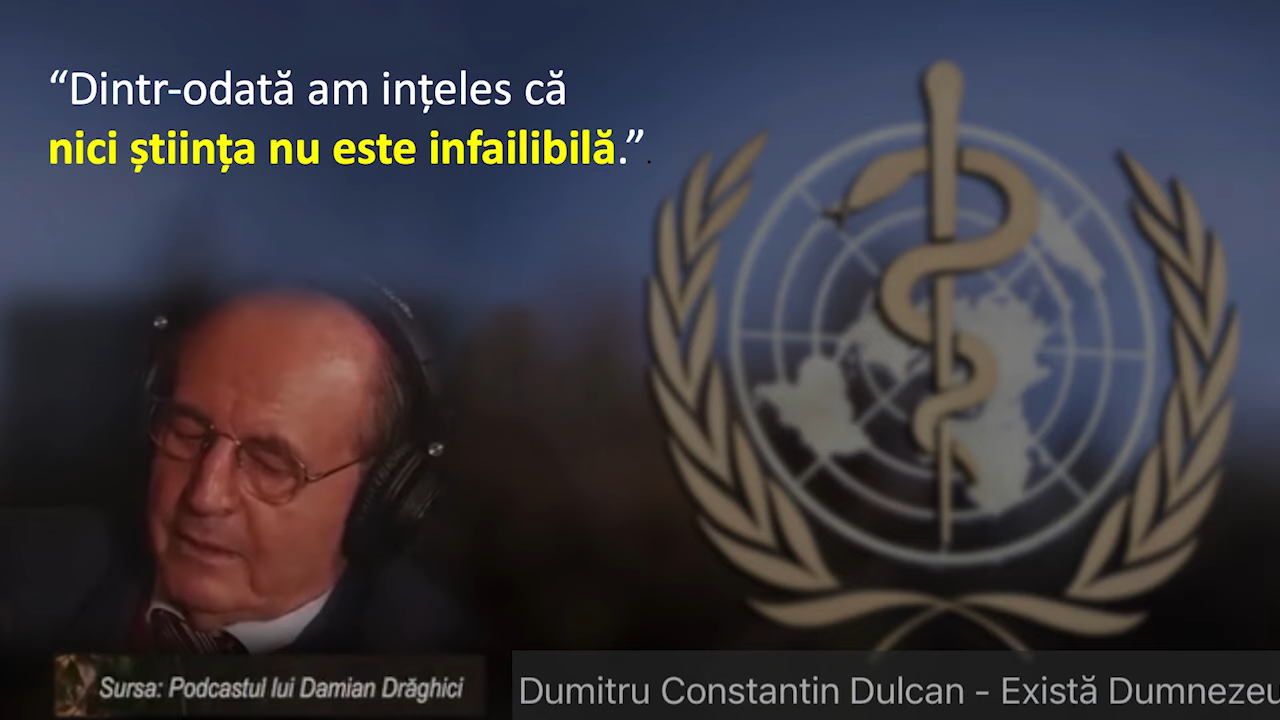 “Dintr-odată am ințeles că
nici știința nu este infailibilă.”.
Sursa: Podcastul lui Damian Drăghici
Dumitru Constantin Dulcan - Există Dumnezeu